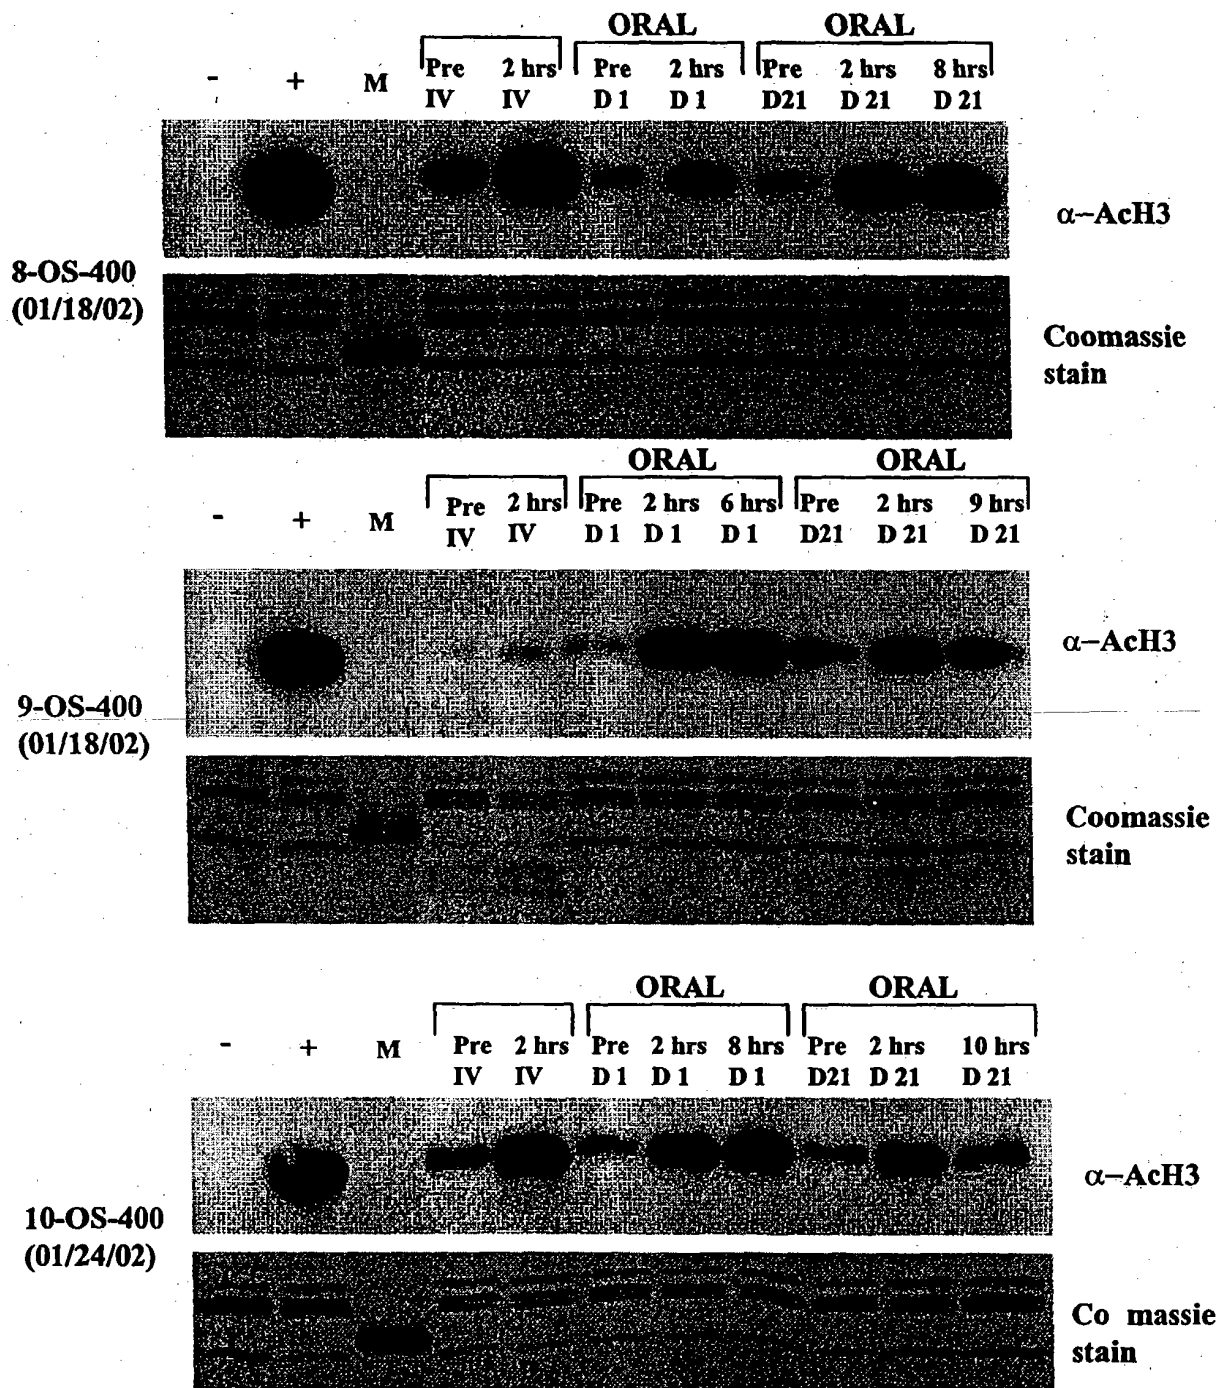 ORAL ORAL
- + M Pre 2 hrs Pre 2 hrs Pre 2 hrs 8 hrs
IV IV D 1 D 1 D21 D 21 D 21
α–AcH3
8-OS-400
(01/18/02)
Coomassie
stain
ORAL ORAL
- + M Pre 2 hrs Pre 2 hrs 6 hrs Pre 2 hrs 9 hrs
IV IV D 1 D 1 D 1 D21 D 21 D 21
α–AcH3
9-OS-400
(01/18/02)
Coomassie
stain
ORAL ORAL
- + M Pre 2 hrs Pre 2 hrs 8 hrs Pre 2 hrs 10 hrs
IV IV D 1 D 1 D 1 D21 D 21 D 21
α–AcH3
10-OS-400
(01/24/02)
Co massie
stain